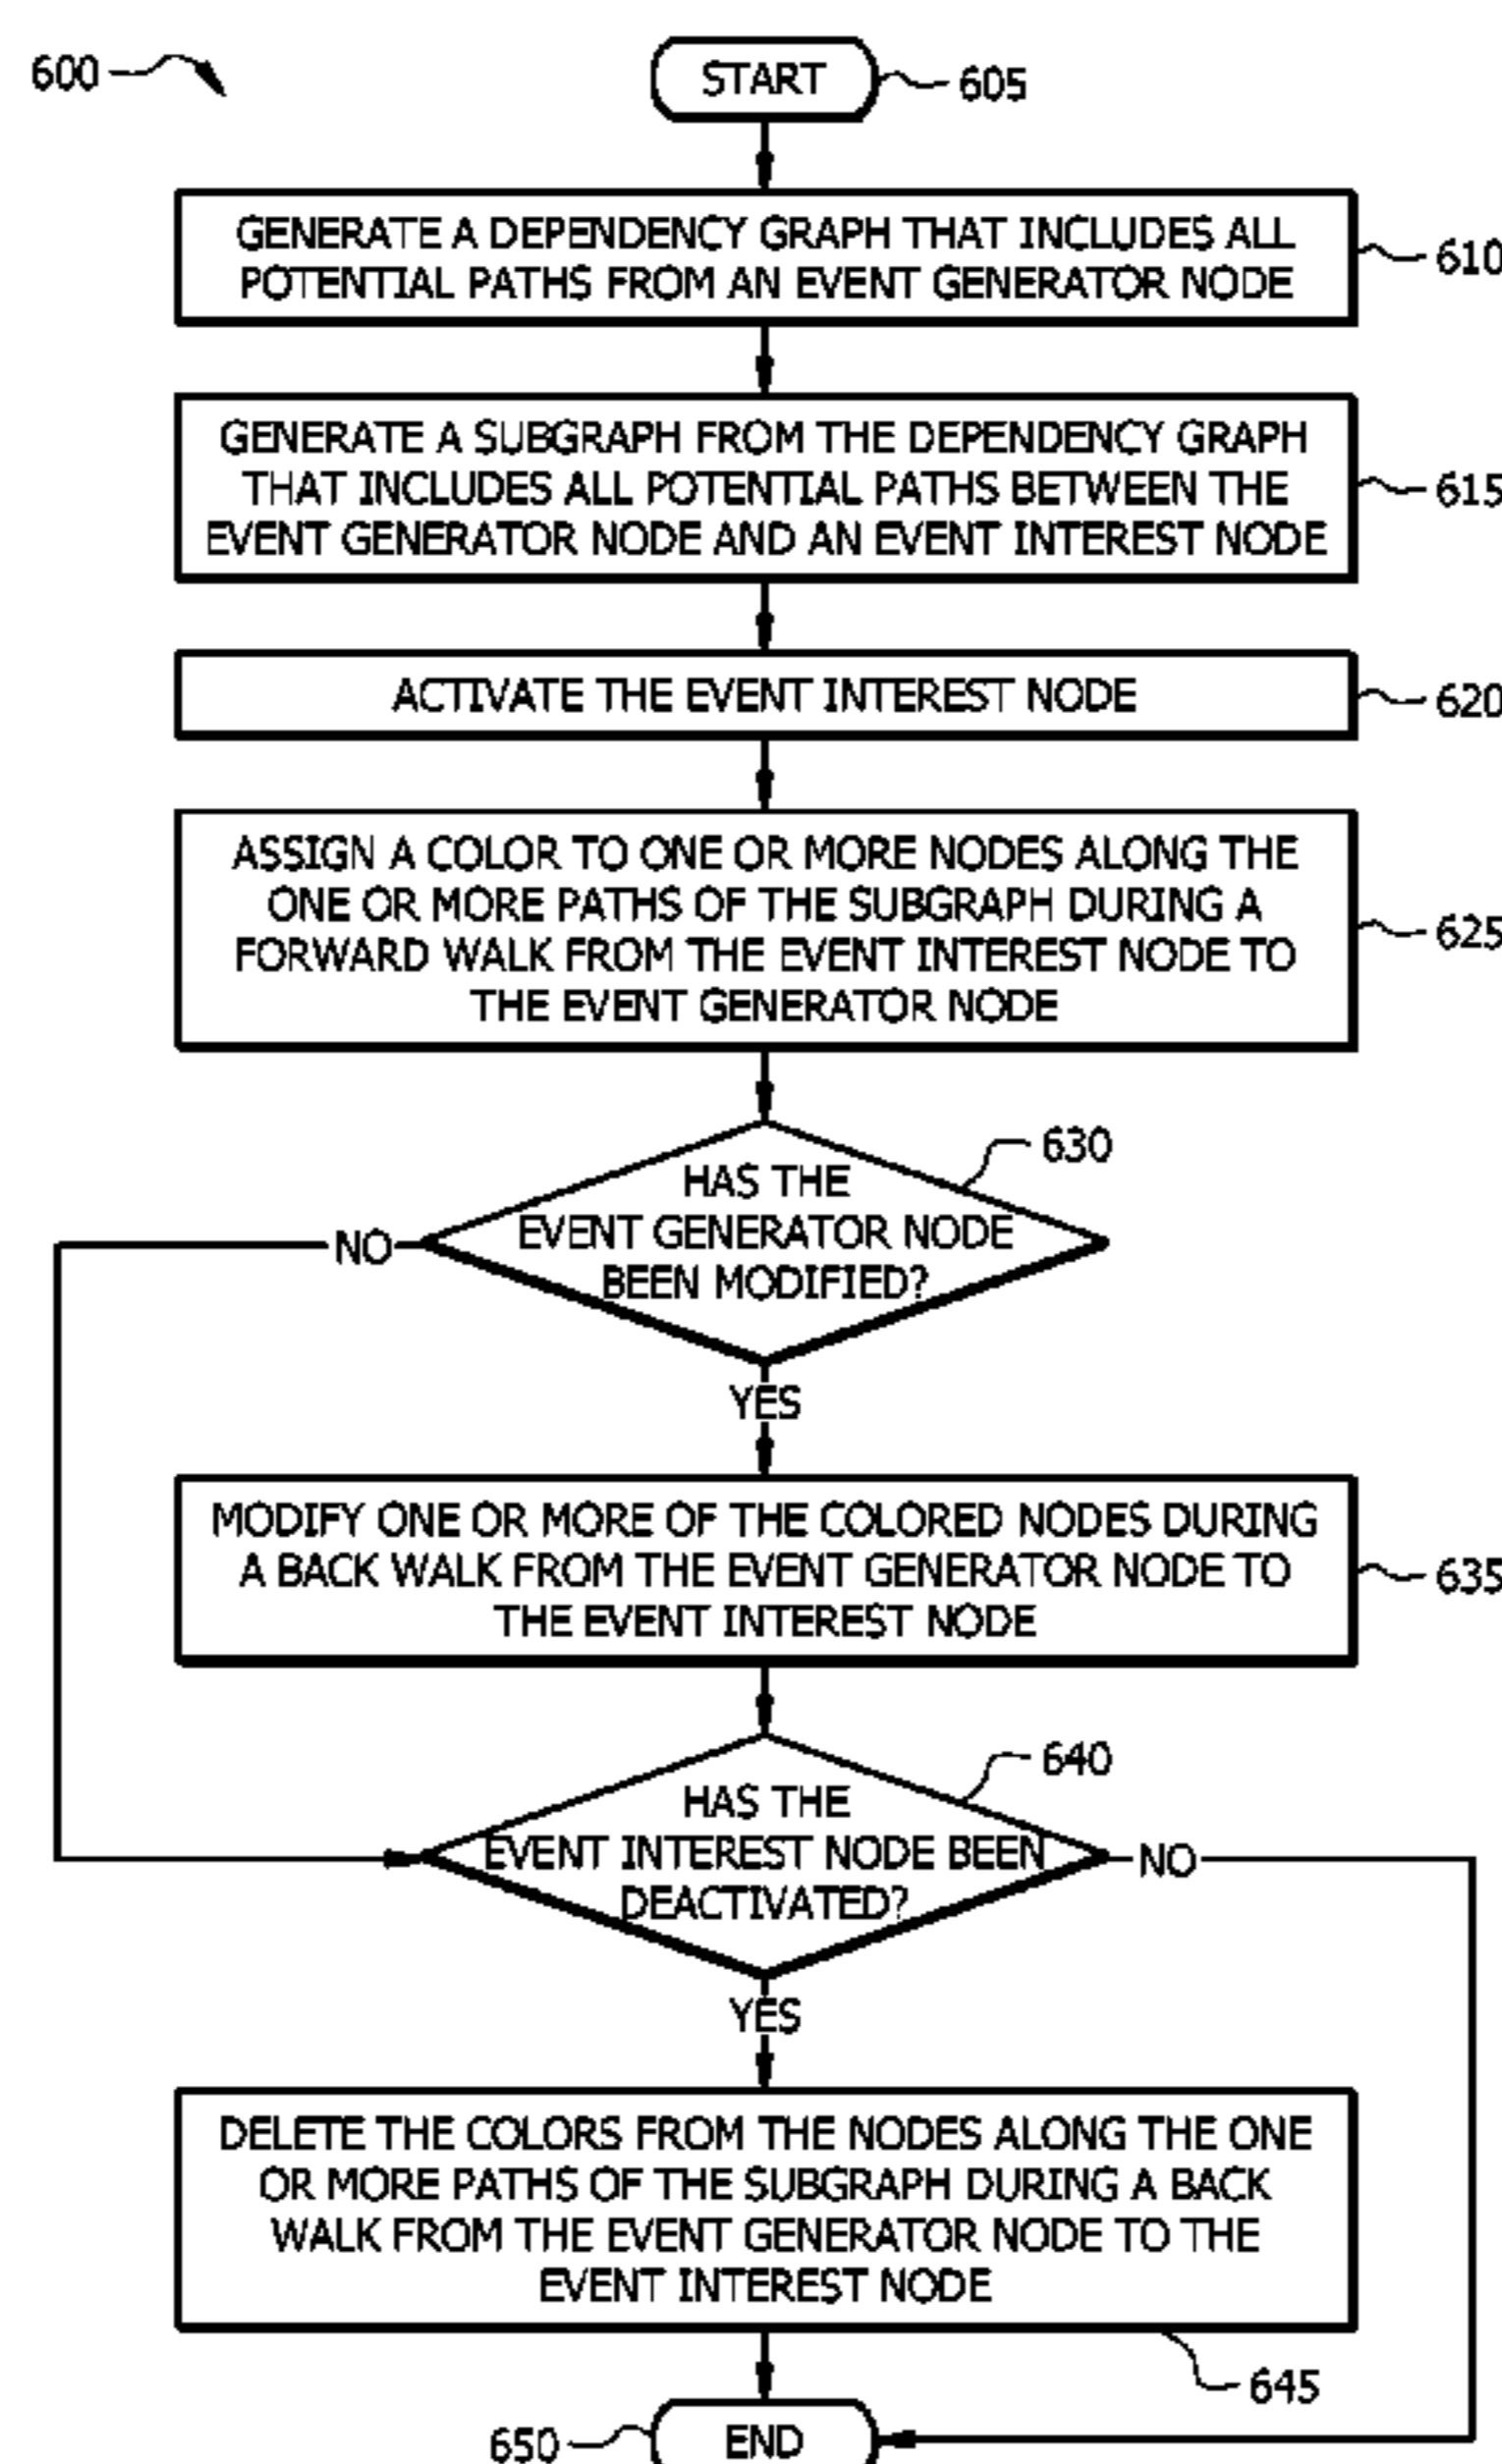 600
START
605
GENERATE A DEPENDENCY GRAPH THAT INCLUDES ALL
POTENTIAL PATHS FROM AN EVENT GENERATOR NODE
610
GENERATE A SUBGRAPH FROM THE DEPENDENCY GRAPH
THAT INCLUDES ALL POTENTIAL PATHS BETWEEN THE
EVENT GENERATOR NODE AND AN EVENT INTEREST NODE
615
ACTIVATE THE EVENT INTEREST NODE
620
ASSIGN A COLOR TO ONE OR MORE NODES ALONG THE
ONE OR MORE PATHS OF THE SUBGRAPH DURING A
FORWARD WALK FROM THE EVENT INTEREST NODE TO
THE EVENT GENERATOR NODE
625
630
HAS THE
EVENT GENERATOR NODE
BEEN MODIFIED?
NO
YES
MODIFY ONE OR MORE OF THE COLORED NODES DURING
A BACK WALK FROM THE EVENT GENERATOR NODE TO
THE EVENT INTEREST NODE
635
640
HAS THE
EVENT INTEREST NODE BEEN
DEACTIVATED?
NO
YES
DELETE THE COLORS FROM THE NODES ALONG THE ONE
OR MORE PATHS OF THE SUBGRAPH DURING A BACK
WALK FROM THE EVENT GENERATOR NODE TO THE
EVENT INTEREST NODE
645
650
END